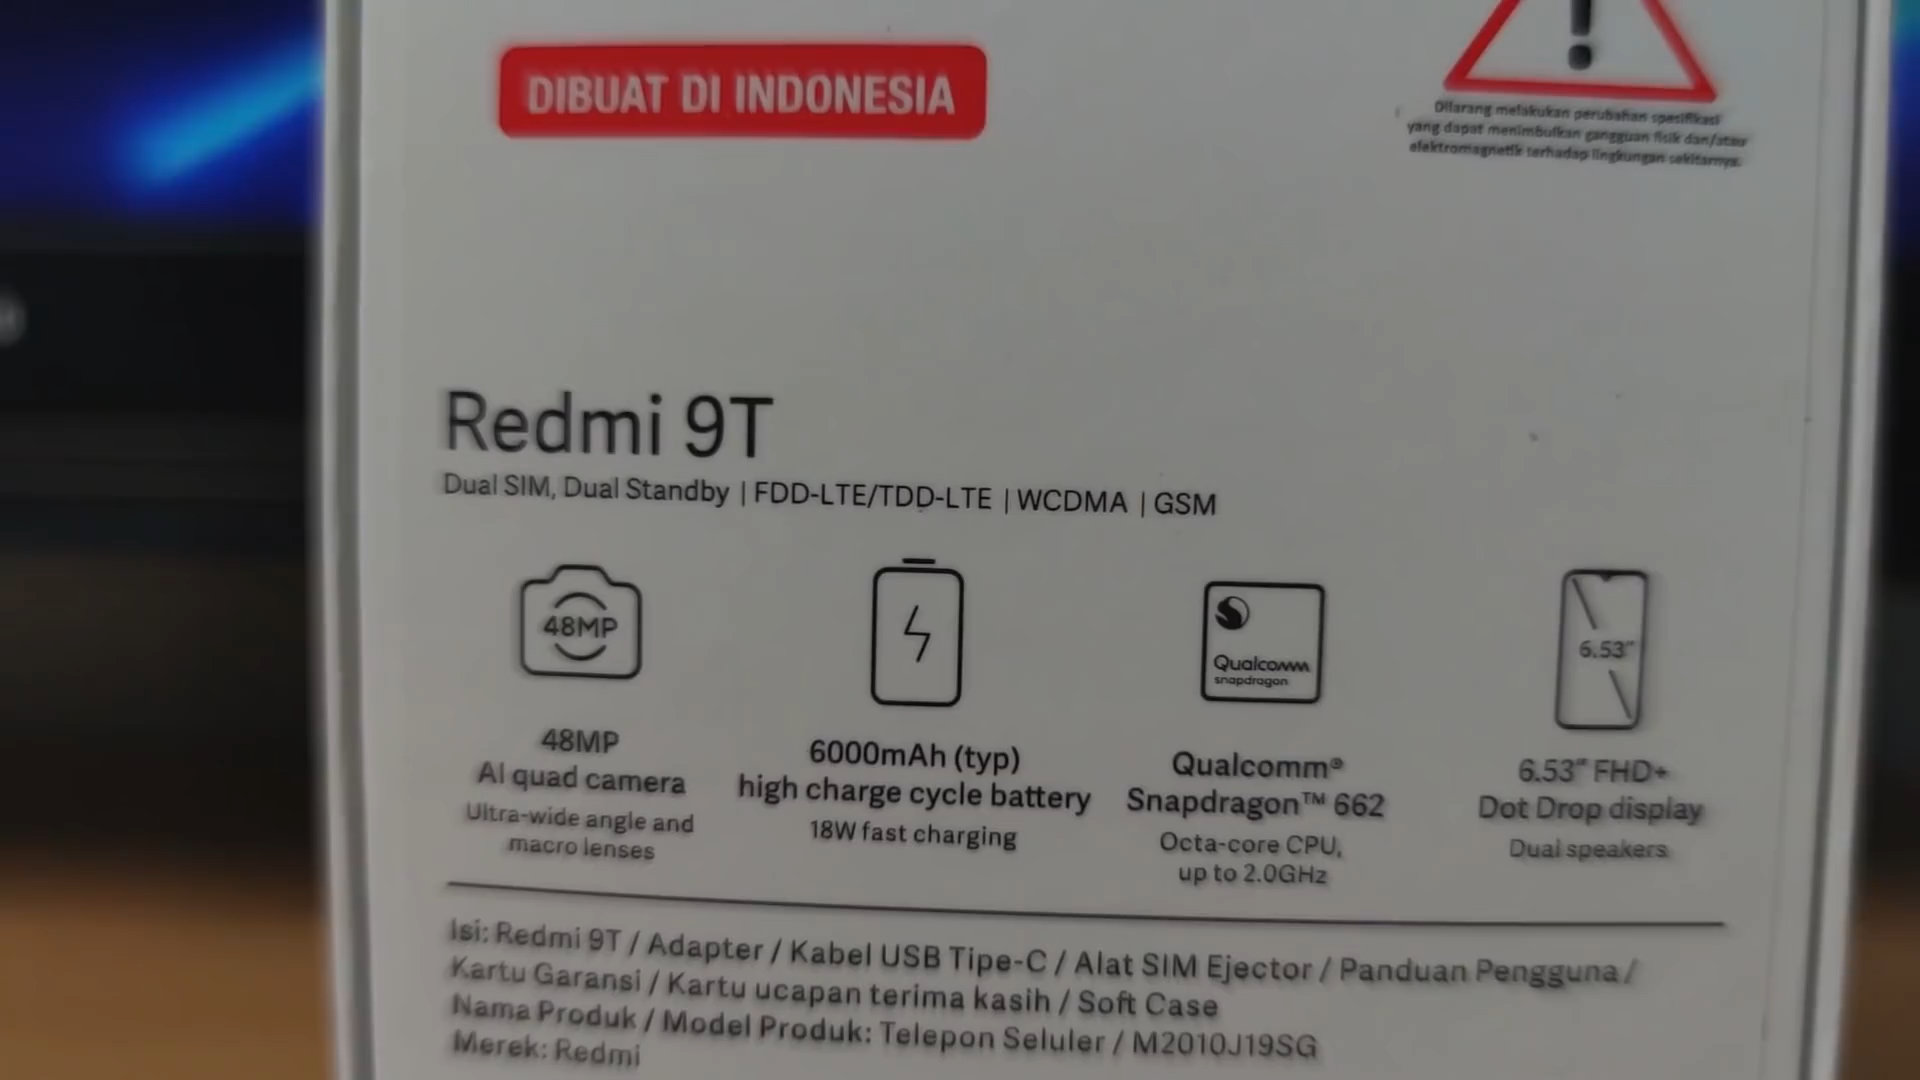 DIBUAT DI INDONESIA
Dilarang melakukan perubahan spesifikasi
yang dapat menimbulkan gangguan fisik dan/atau
elektromagnetik terhadap lingkungan sekitarnya.
Redmi 9T
Dual SIM, Dual Standby | FDD-LTE/TDD-LTE | WCDMA | GSM
48MP
Qualcomm
snapdragon
6.53"
48MP
AI quad camera
Ultra-wide angle and
macro lenses
6000mAh (typ)
high charge cycle battery
18W fast charging
Qualcomm®
Snapdragon™ 662
Octa-core CPU,
up to 2.0GHz
6.53" FHD+
Dot Drop display
Dual speakers
Isi: Redmi 9T / Adapter / Kabel USB Tipe-C / Alat SIM Ejector / Panduan Pengguna /
Kartu Garansi / Kartu ucapan terima kasih / Soft Case
Nama Produk / Model Produk: Telepon Seluler / M2010J19SG
Merek: Redmi